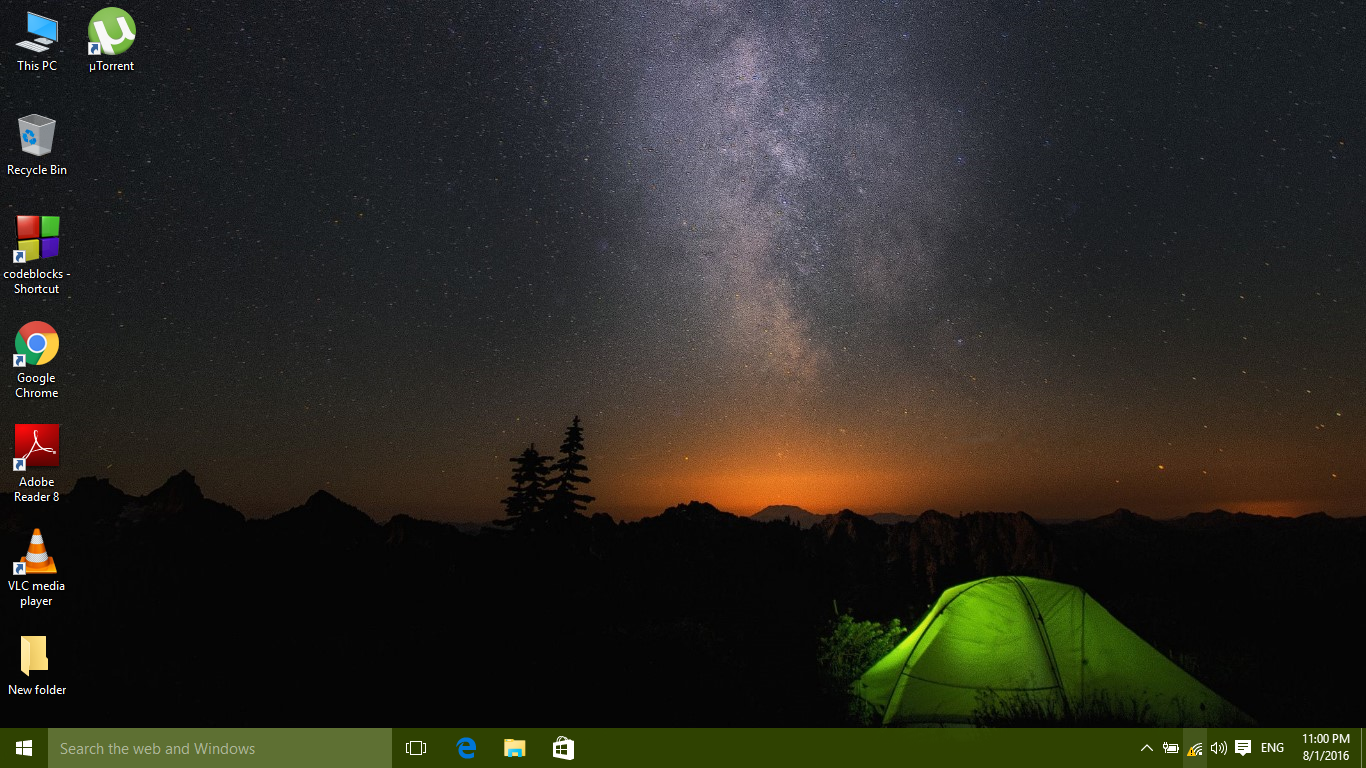 This PC
µTorrent
Recycle Bin
codeblocks -
Shortcut
Google
Chrome
Adobe
Reader 8
VLC media
player
New folder
Search the web and Windows
ENG
11:00 PM
8/1/2016